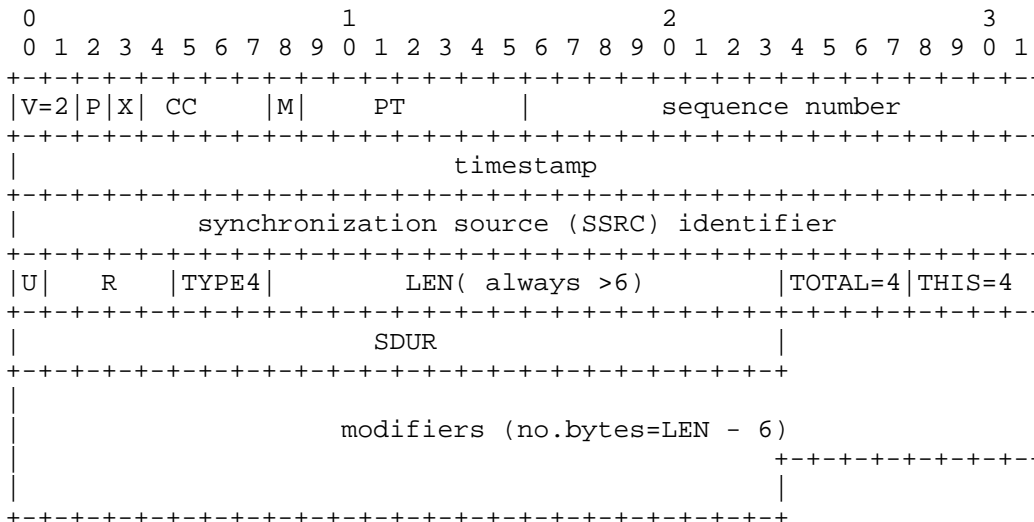 0                   1                   2                   3
 0 1 2 3 4 5 6 7 8 9 0 1 2 3 4 5 6 7 8 9 0 1 2 3 4 5 6 7 8 9 0 1
+-+-+-+-+-+-+-+-+-+-+-+-+-+-+-+-+-+-+-+-+-+-+-+-+-+-+-+-+-+-+-+-
|V=2|P|X| CC    |M|    PT       |        sequence number
+-+-+-+-+-+-+-+-+-+-+-+-+-+-+-+-+-+-+-+-+-+-+-+-+-+-+-+-+-+-+-+-
|                           timestamp
+-+-+-+-+-+-+-+-+-+-+-+-+-+-+-+-+-+-+-+-+-+-+-+-+-+-+-+-+-+-+-+-
|           synchronization source (SSRC) identifier
+-+-+-+-+-+-+-+-+-+-+-+-+-+-+-+-+-+-+-+-+-+-+-+-+-+-+-+-+-+-+-+-
|U|   R   |TYPE4|        LEN( always >6)        |TOTAL=4|THIS=4
+-+-+-+-+-+-+-+-+-+-+-+-+-+-+-+-+-+-+-+-+-+-+-+-+-+-+-+-+-+-+-+-
|                      SDUR                     |
+-+-+-+-+-+-+-+-+-+-+-+-+-+-+-+-+-+-+-+-+-+-+-+-+
|
|                    modifiers (no.bytes=LEN - 6)
|                                               +-+-+-+-+-+-+-+-
|                                               |
+-+-+-+-+-+-+-+-+-+-+-+-+-+-+-+-+-+-+-+-+-+-+-+-+